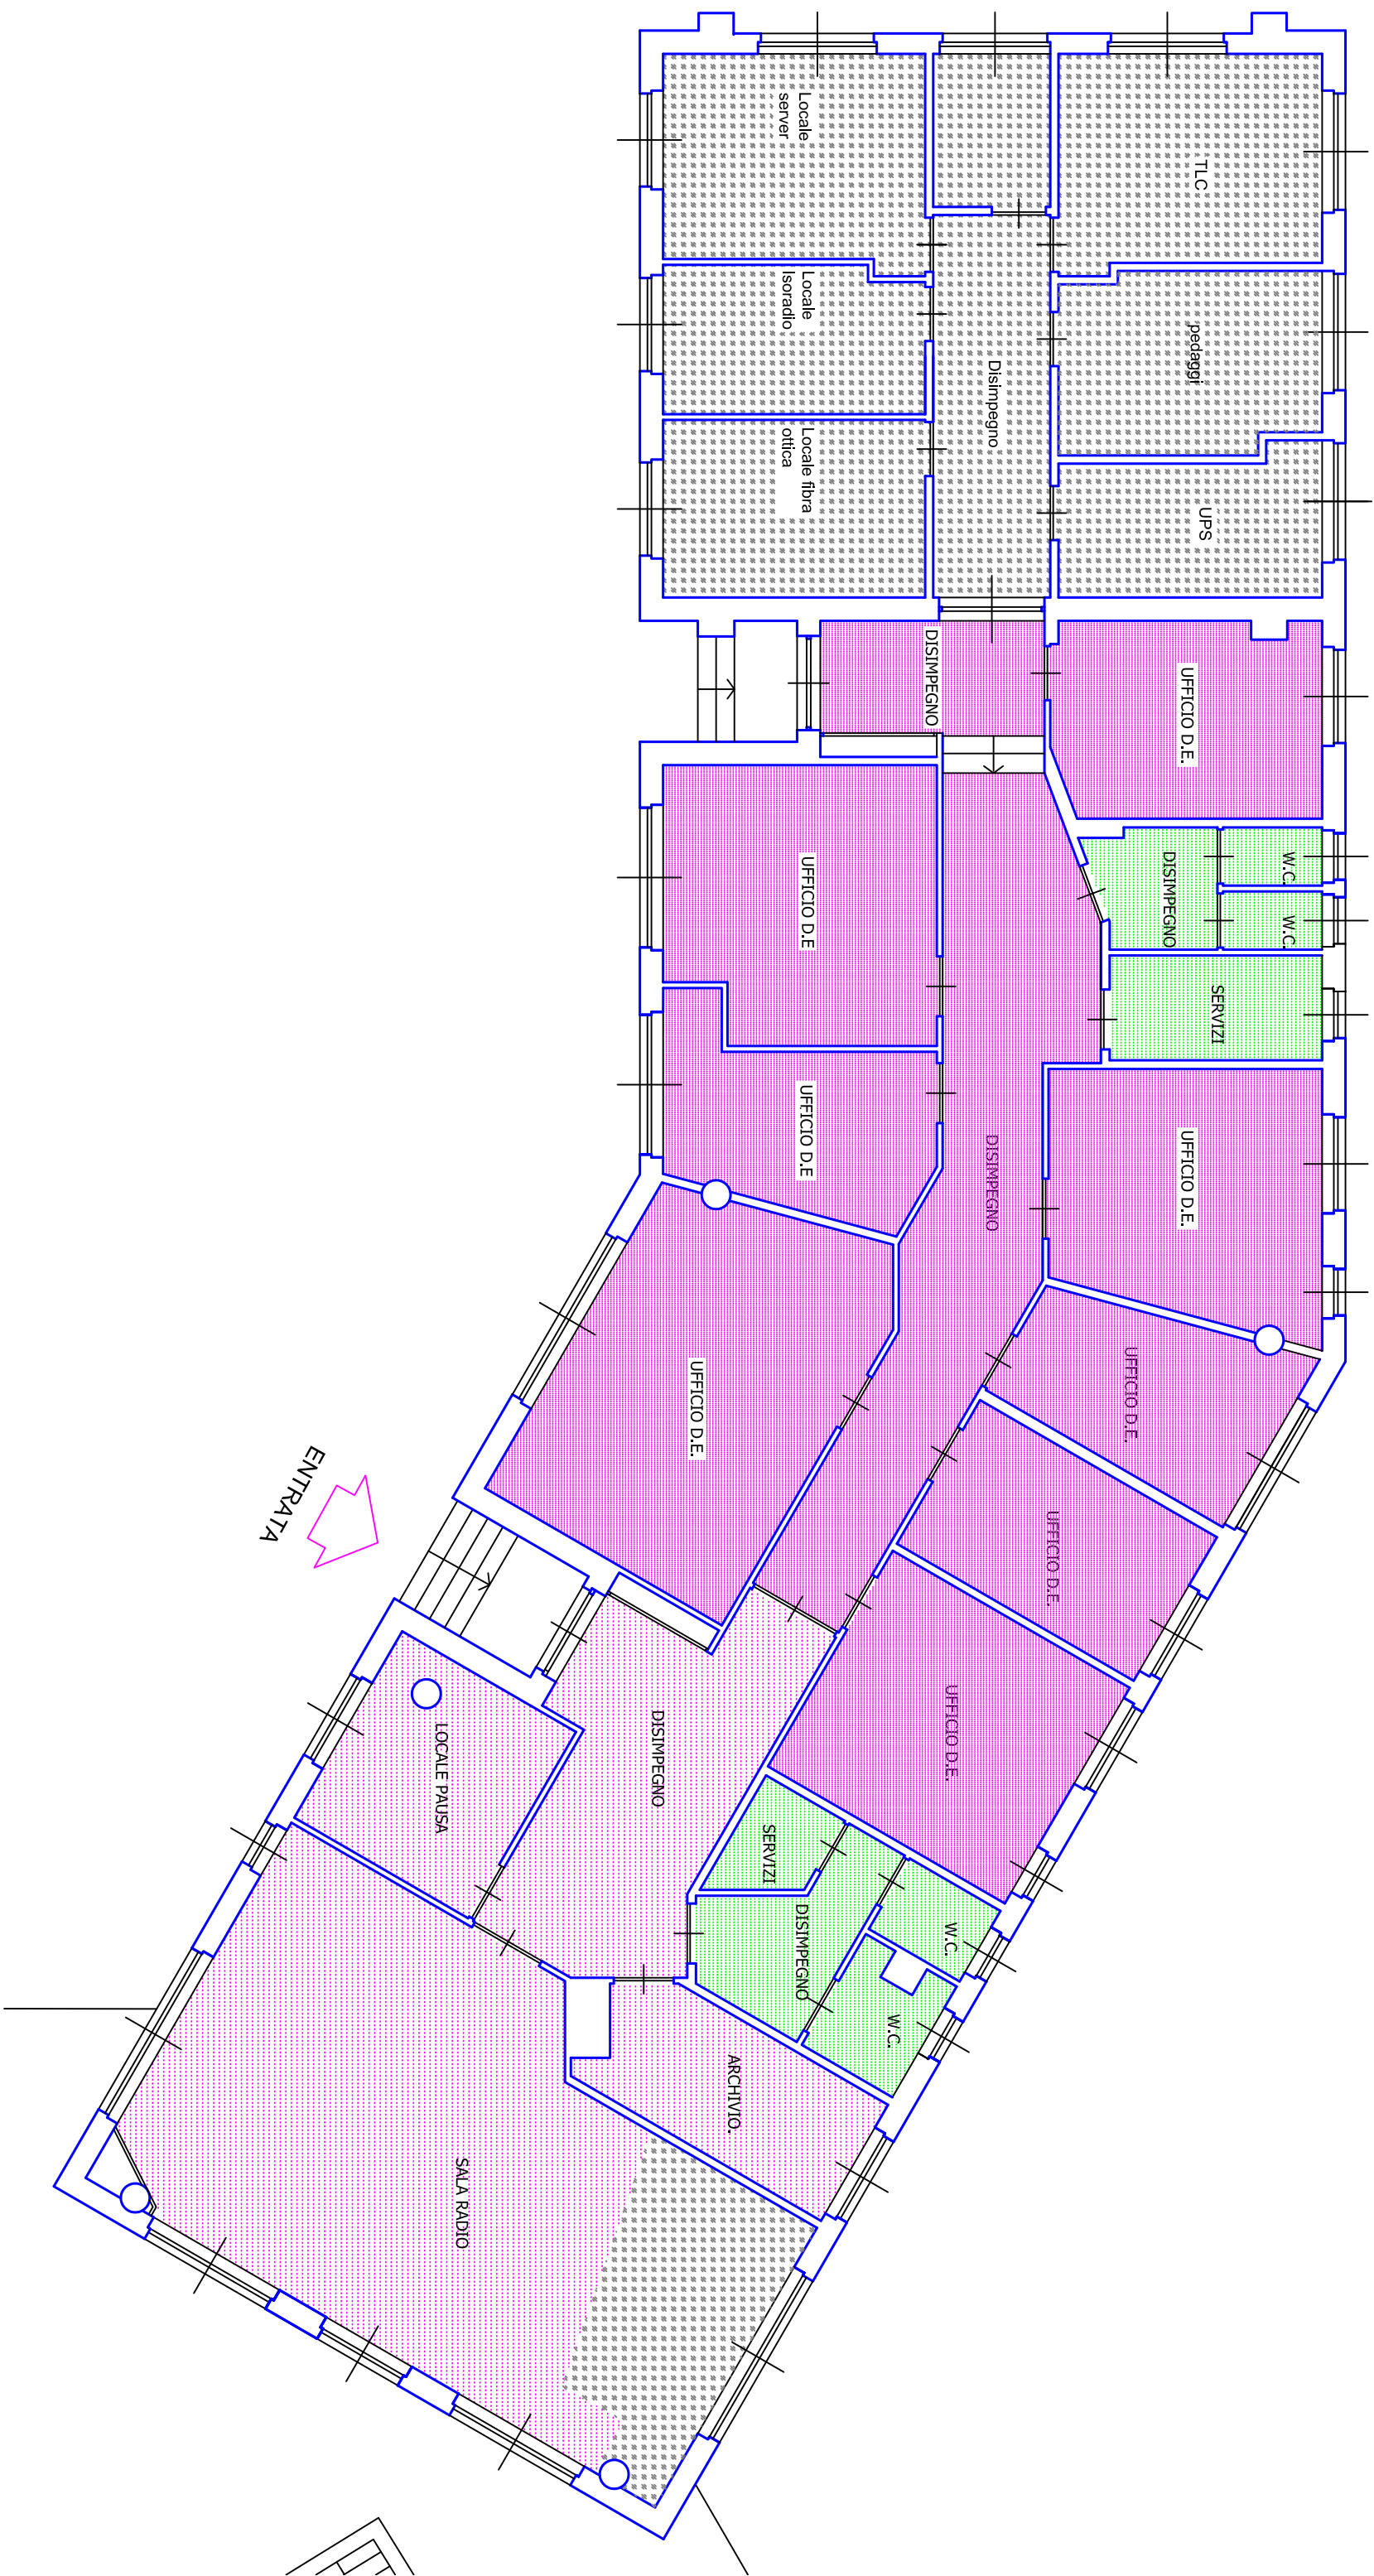 Locale
server
TLC
Locale
Isoradio
pedaggi
Disimpegno
Locale fibra
ottica
UPS
DISIMPEGNO
UFFICIO D.E.
UFFICIO D.E
DISIMPEGNO
W.C.
W.C.
SERVIZI
UFFICIO D.E
DISIMPEGNO
UFFICIO D.E.
UFFICIO D.E.
UFFICIO D.E.
UFFICIO D.E.
ENTRATA
UFFICIO D.E.
LOCALE PAUSA
DISIMPEGNO
SERVIZI
DISIMPEGNO
W.C.
W.C.
ARCHIVIO.
SALA RADIO